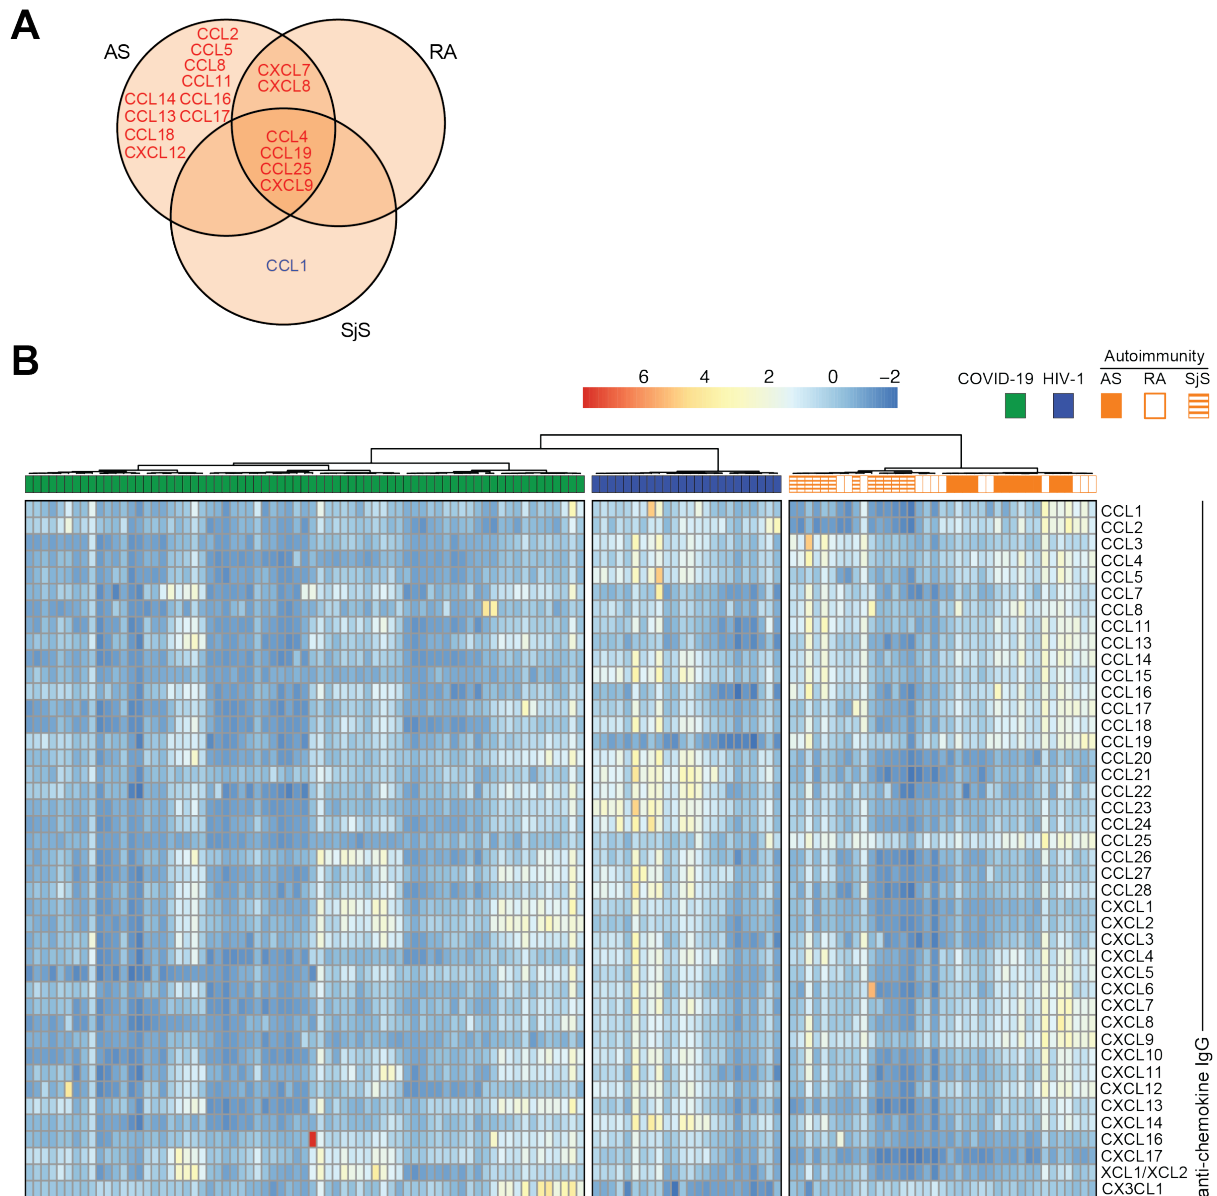 A
AS
RA
CCL2
CCL5
CCL8
CCL11
CCL14 CCL16
CCL13 CCL17
CCL18
CXCL12
CXCL7
CXCL8
CCL4
CCL19
CCL25
CXCL9
CCL1
SjS
B
Autoimmunity
COVID-19 HIV-1 AS RA SjS
6 4 2 0 −2
CCL1
CCL2
CCL3
CCL4
CCL5
CCL7
CCL8
CCL11
CCL13
CCL14
CCL15
CCL16
CCL17
CCL18
CCL19
CCL20
CCL21
CCL22
CCL23
CCL24
CCL25
CCL26
CCL27
CCL28
CXCL1
CXCL2
CXCL3
CXCL4
CXCL5
CXCL6
CXCL7
CXCL8
CXCL9
CXCL10
CXCL11
CXCL12
CXCL13
CXCL14
CXCL16
CXCL17
XCL1/XCL2
CX3CL1
anti-chemokine IgG